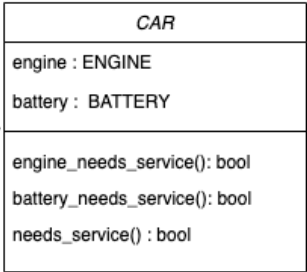 CAR
engine : ENGINE
battery : BATTERY
engine_needs_service(): bool
battery_needs_service(): bool
needs_service() : bool